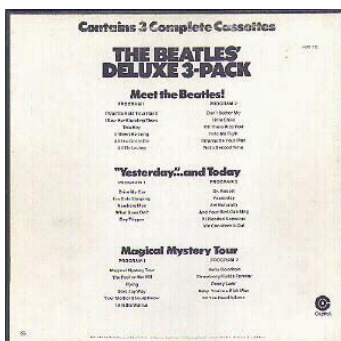 Contains 3 Complete Cassettes
THE BEATLES'
DELUXE 3-PACK
Meet the Beatles!
PROGRAM 1
PROGRAM 2
I Want to Hold Your Hand
I Saw Her Standing There
This Boy
It Won't Be Long
All I've Got to Do
All My Loving
Don't Bother Me
Little Child
Till There Was You
Hold Me Tight
I Wanna Be Your Man
Not a Second Time
"Yesterday"...and Today
PROGRAM 1
PROGRAM 2
Drive My Car
I'm Only Sleeping
Nowhere Man
What Goes On?
Day Tripper
Dr. Robert
Yesterday
Act Naturally
And Your Bird Can Sing
If I Needed Someone
We Can Work It Out
Magical Mystery Tour
PROGRAM 1
PROGRAM 2
Magical Mystery Tour
The Fool on the Hill
Flying
Blue Jay Way
Your Mother Should Know
I Am the Walrus
Hello Goodbye
Strawberry Fields Forever
Penny Lane
Baby You're a Rich Man
All You Need Is Love
Capitol